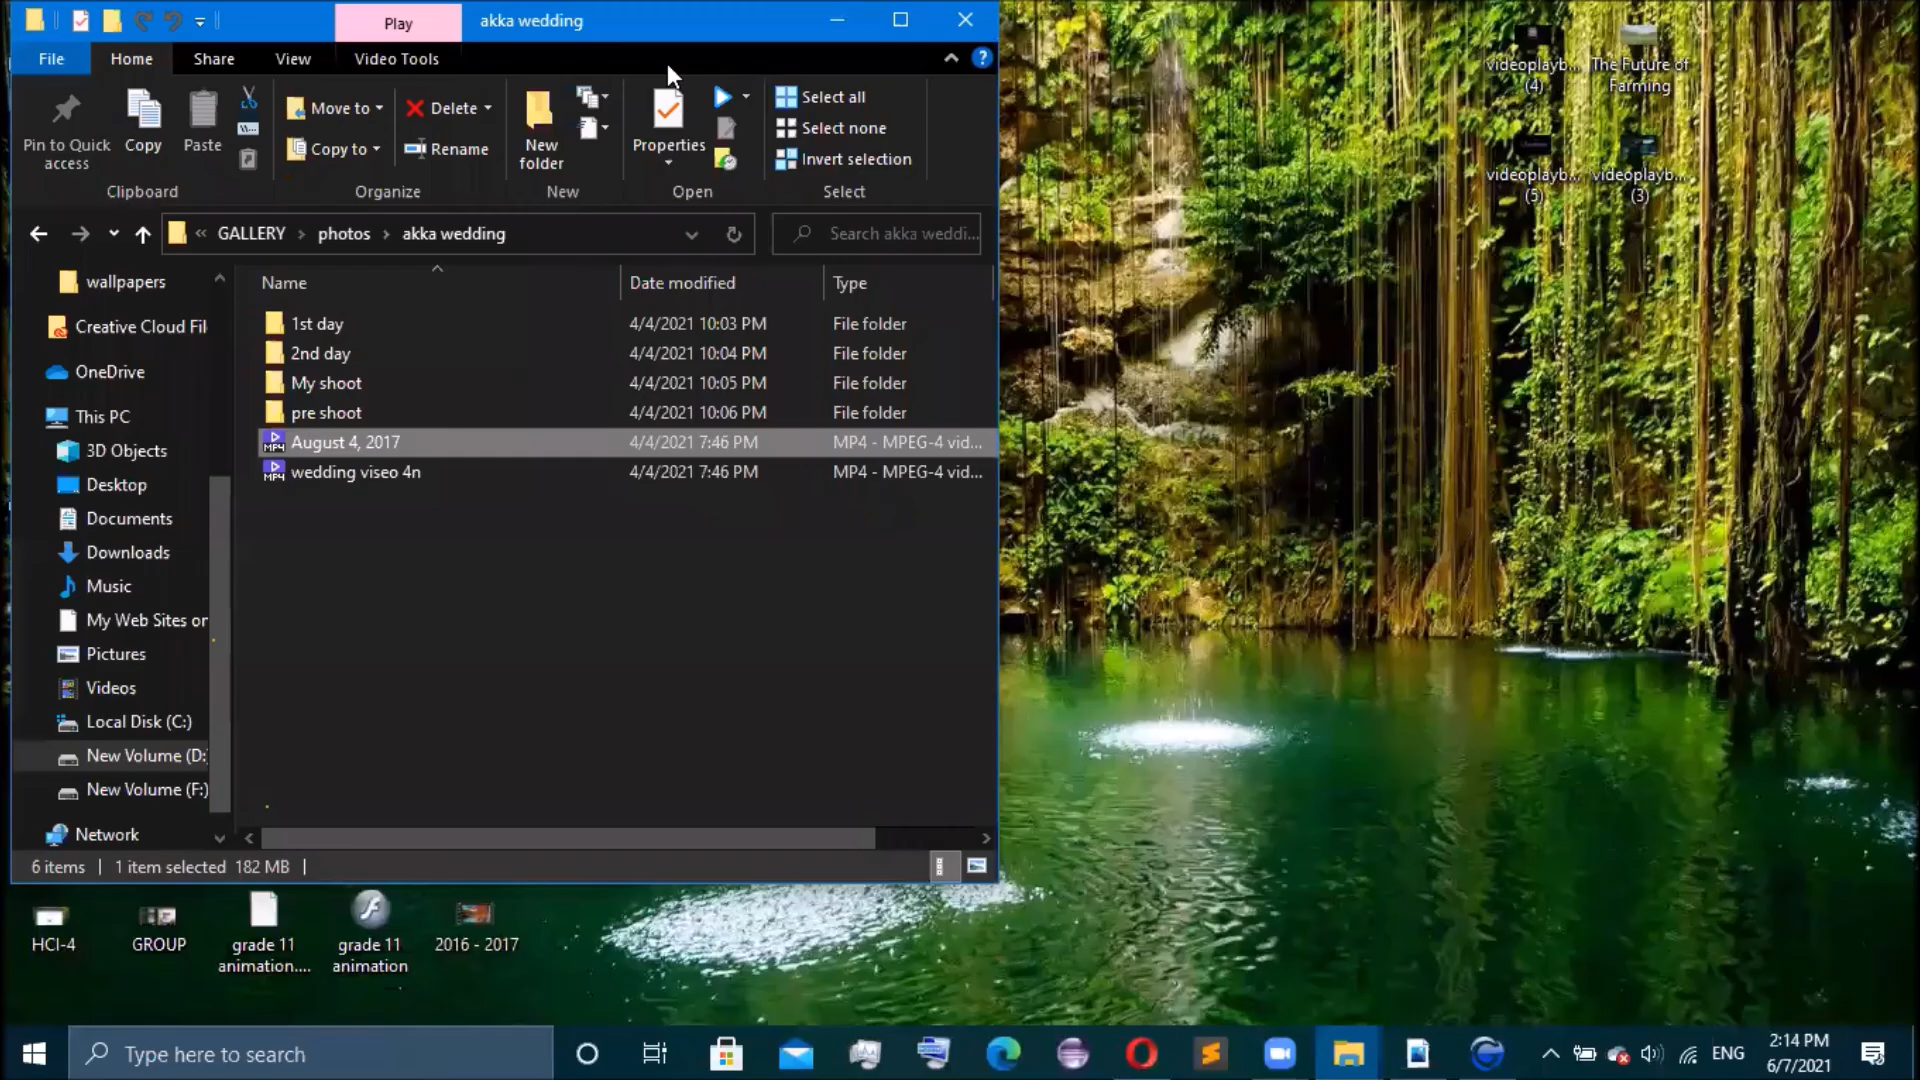 Play
akka wedding
File
Home
Share
View
Video Tools
Pin to Quick
access
Copy
Paste
Move to
Copy to
Delete
Rename
New
folder
Properties
Select all
Select none
Invert selection
Clipboard
Organize
New
Open
Select
« GALLERY › photos › akka wedding
Search akka weddi...
Name
Date modified
Type
1st day 4/4/2021 10:03 PM File folder
2nd day 4/4/2021 10:04 PM File folder
My shoot 4/4/2021 10:05 PM File folder
pre shoot 4/4/2021 10:06 PM File folder
MP4 August 4, 2017 4/4/2021 7:46 PM MP4 - MPEG-4 vid...
MP4 wedding viseo 4n 4/4/2021 7:46 PM MP4 - MPEG-4 vid...
wallpapers
Creative Cloud Fil
OneDrive
This PC
3D Objects
Desktop
Documents
Downloads
Music
My Web Sites or
Pictures
Videos
Local Disk (C:)
New Volume (D:
New Volume (F:)
Network
6 items
1 item selected 182 MB
videoplayb...
(4)
The Future of
Farming
videoplayb...
(5)
videoplayb...
(3)
HCI-4
GROUP
grade 11
animation....
grade 11
animation
2016 - 2017
Type here to search
ENG
2:14 PM
6/7/2021